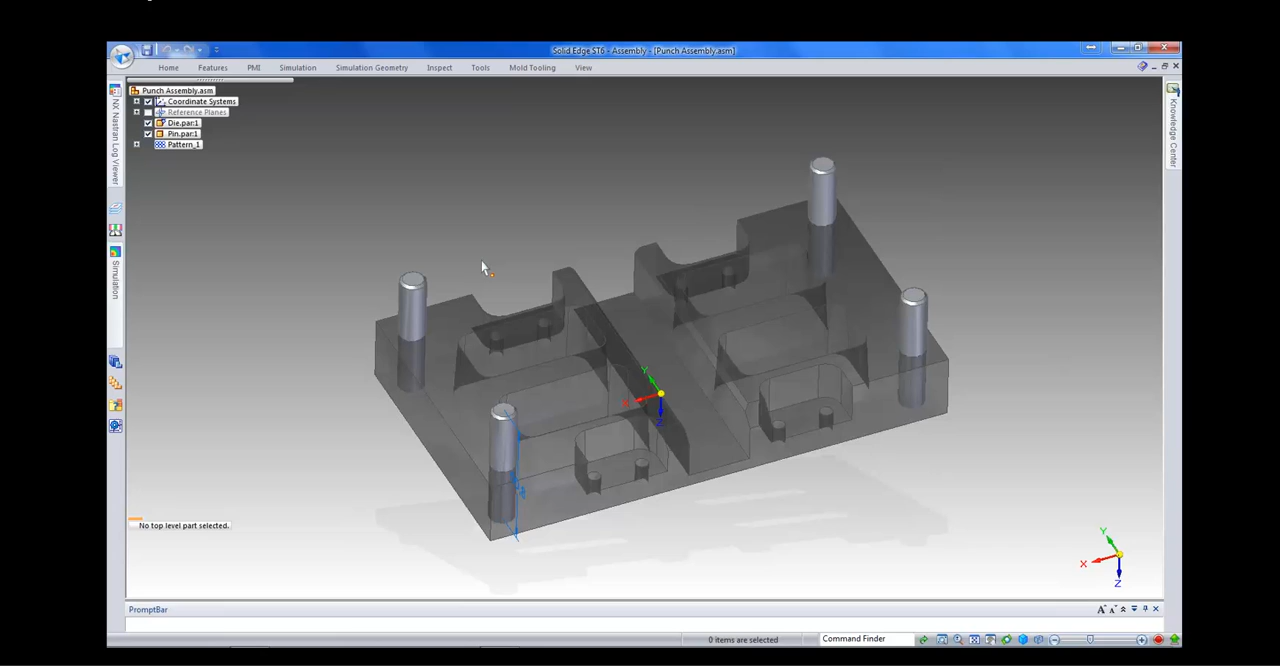 Solid Edge ST6 - Assembly - [Punch Assembly.asm]
Home Features PMI Simulation Simulation Geometry Inspect Tools Mold Tooling View
Punch Assembly.asm
Coordinate Systems
Reference Planes
Die.par:1
Pin.par:1
Pattern_1
NX Nastran Log Viewer
Simulation
Knowledge Center
Y
X
Z
No top level part selected.
Y
X
Z
PromptBar
0 items are selected
Command Finder